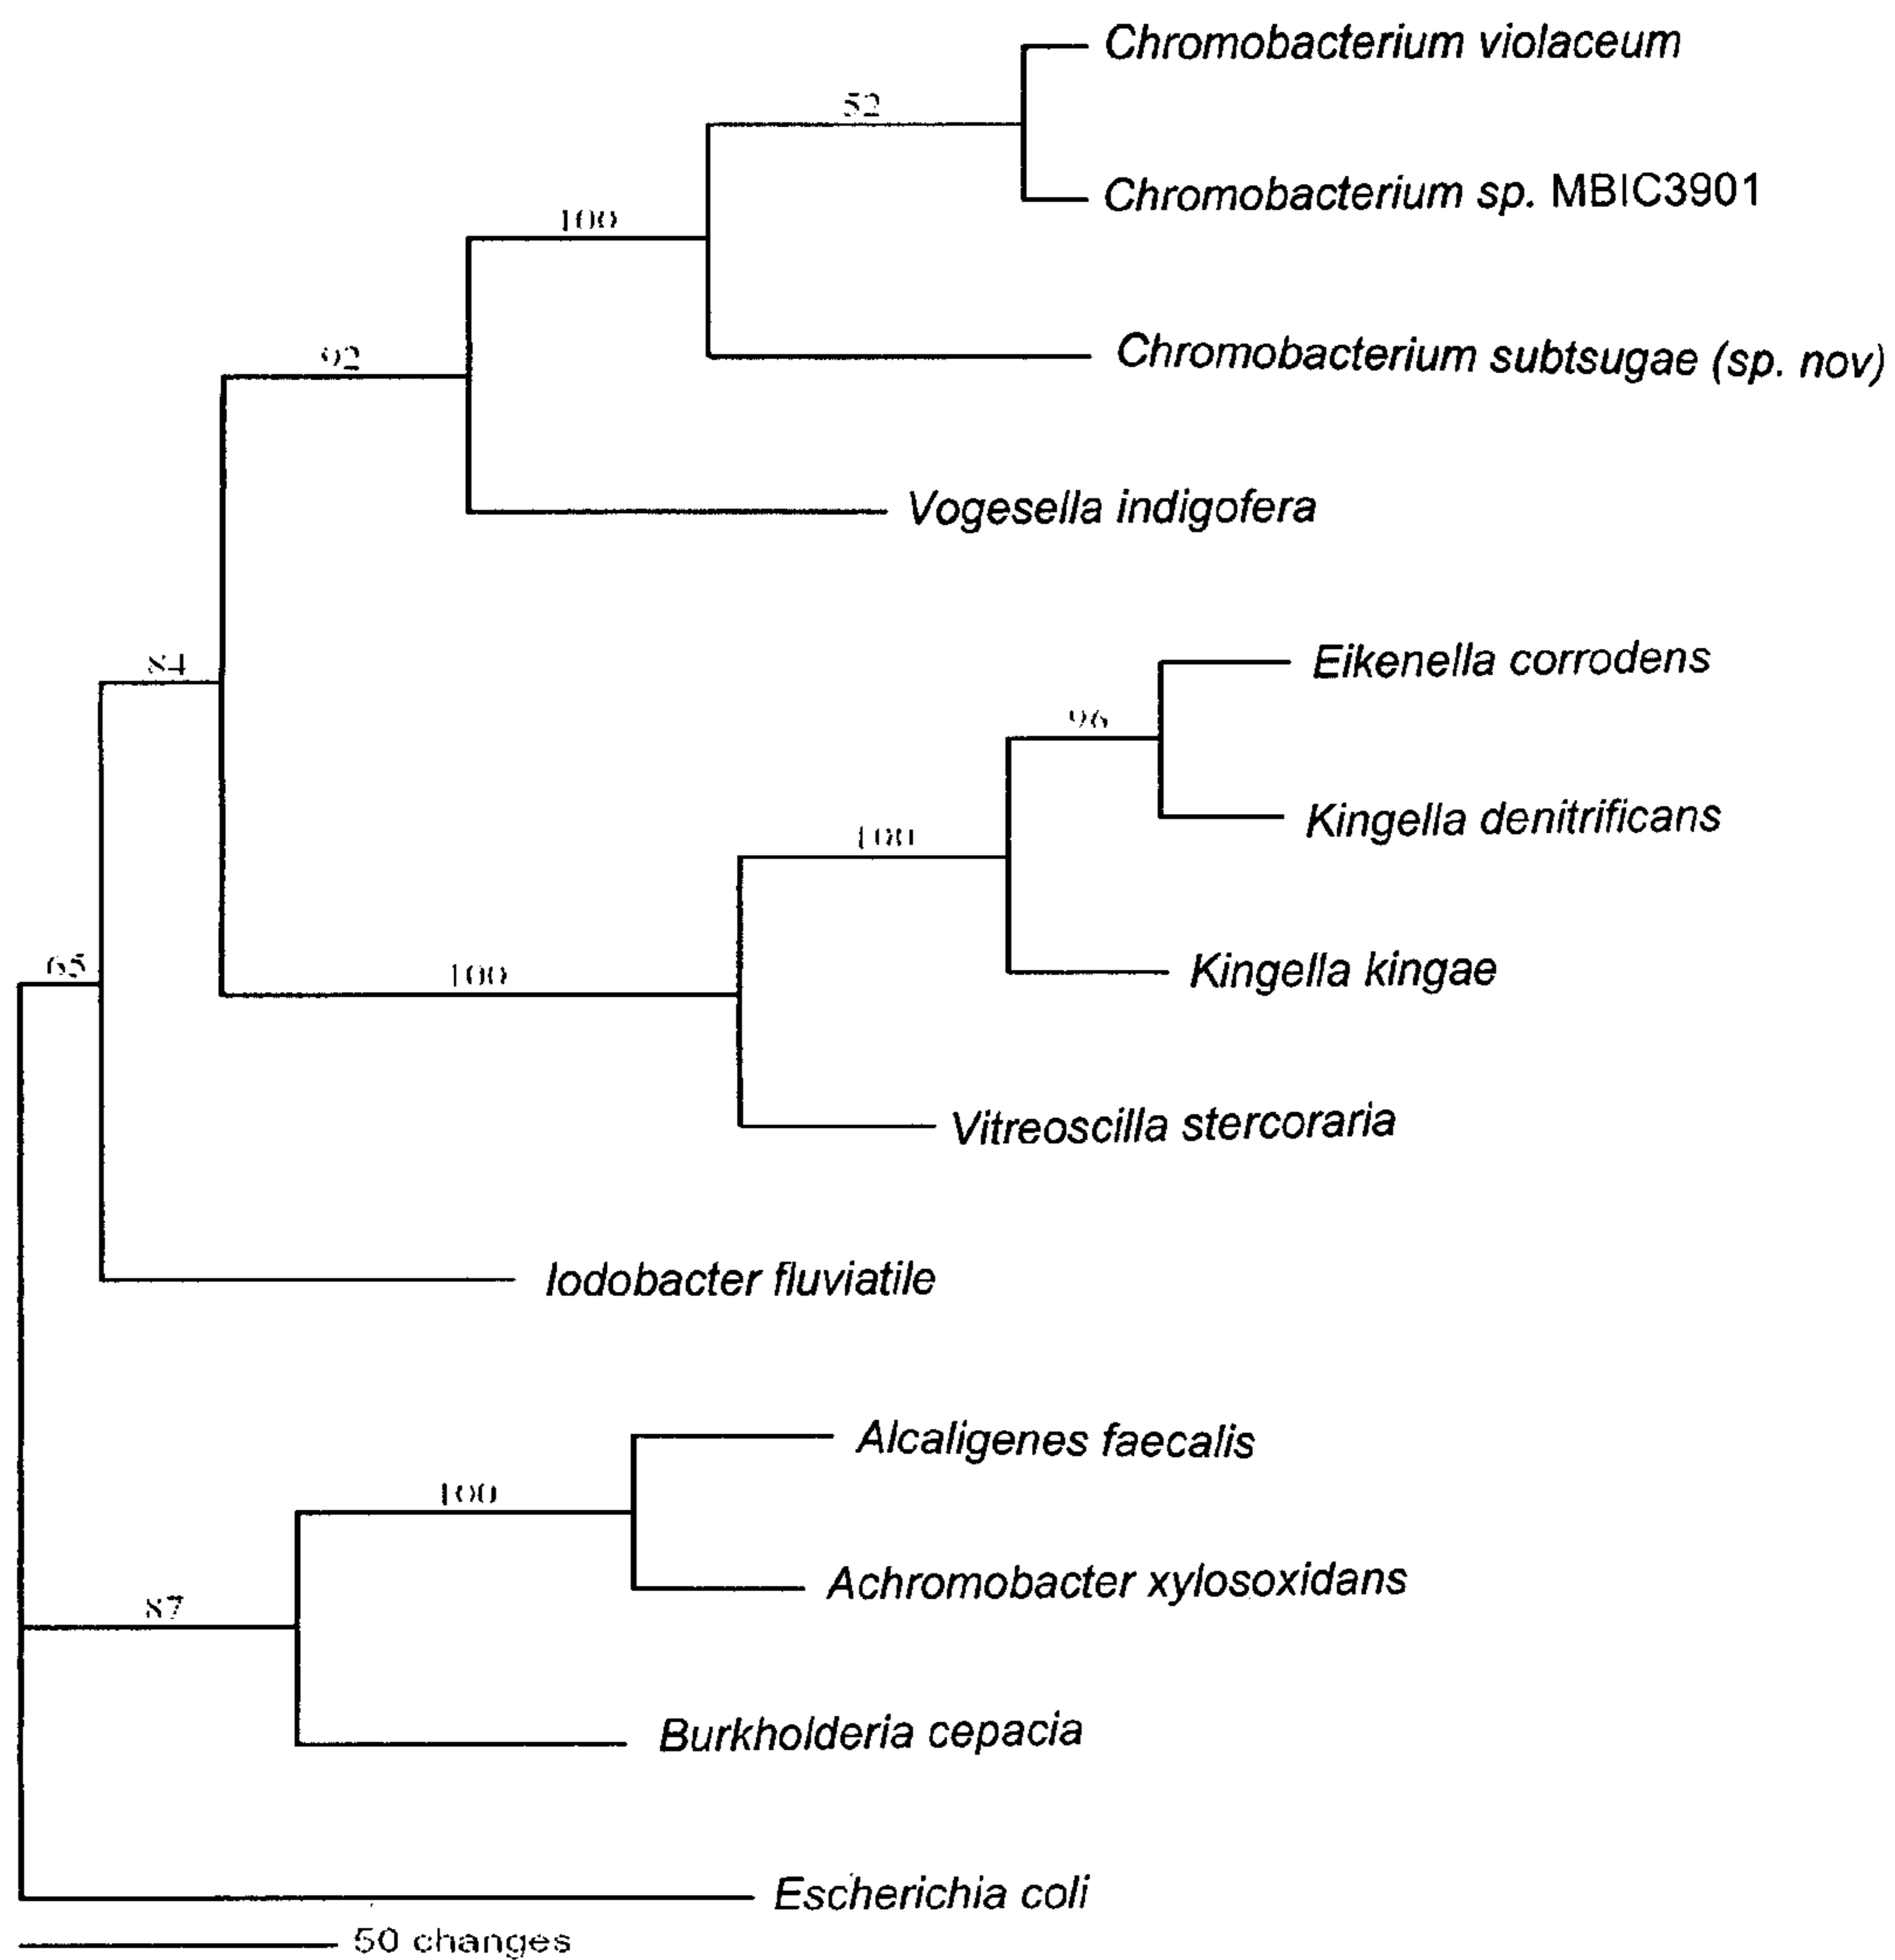 Chromobacterium violaceum
52
Chromobacterium sp. MBIC3901
100
Chromobacterium subtsugae (sp. nov)
92
Vogesella indigofera
84
Eikenella corrodens
96
Kingella denitrificans
100
Kingella kingae
65
100
Vitreoscilla stercoraria
Iodobacter fluviatile
Alcaligenes faecalis
100
Achromobacter xylosoxidans
87
Burkholderia cepacia
Escherichia coli
50 changes